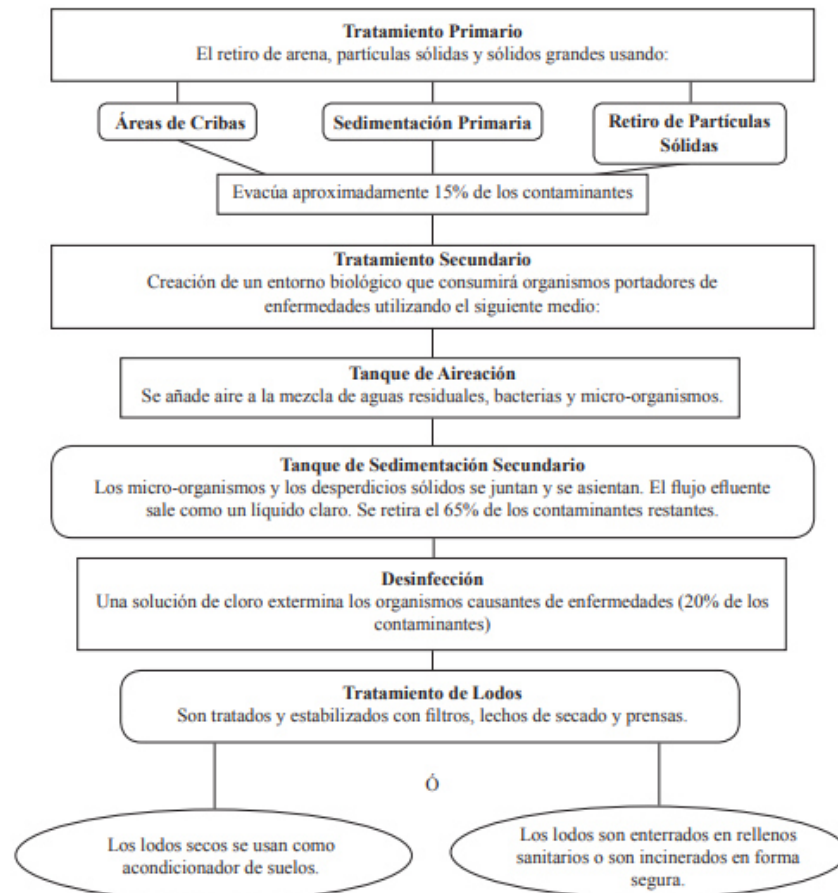 Tratamiento Primario
El retiro de arena, partículas sólidas y sólidos grandes usando:
Áreas de Cribas
Sedimentación Primaria
Retiro de Partículas
Sólidas
Evacúa aproximadamente 15% de los contaminantes
Tratamiento Secundario
Creación de un entorno biológico que consumirá organismos portadores de
enfermedades utilizando el siguiente medio:
Tanque de Aireación
Se añade aire a la mezcla de aguas residuales, bacterias y micro-organismos.
Tanque de Sedimentación Secundario
Los micro-organismos y los desperdicios sólidos se juntan y se asientan. El flujo efluente
sale como un líquido claro. Se retira el 65% de los contaminantes restantes.
Desinfección
Una solución de cloro extermina los organismos causantes de enfermedades (20% de los
contaminantes)
Tratamiento de Lodos
Son tratados y estabilizados con filtros, lechos de secado y prensas.
Ó
Los lodos secos se usan como
acondicionador de suelos.
Los lodos son enterrados en rellenos
sanitarios o son incinerados en forma
segura.